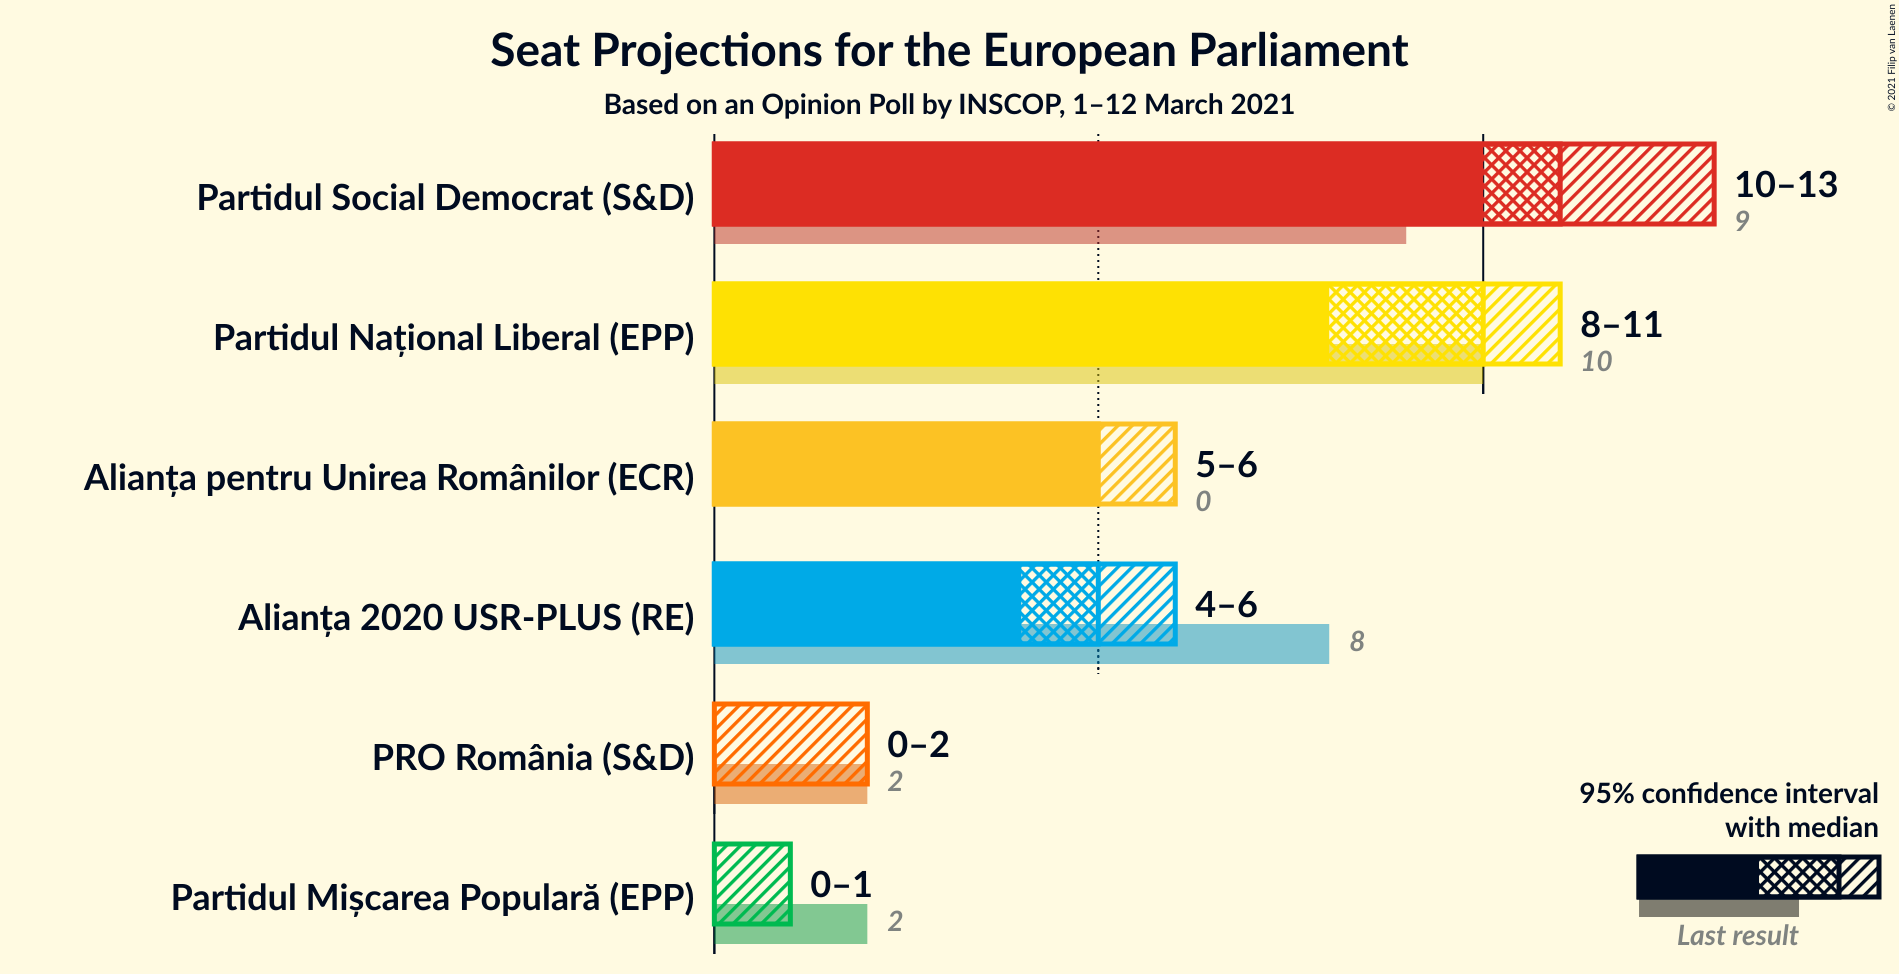 Seat Projections for the European Parliament
Based on an Opinion Poll by INSCOP, 1–12 March 2021
© 2021 Filip van Laenen
Partidul Social Democrat (S&D)
10–13
9
Partidul Național Liberal (EPP)
8–11
10
Alianța pentru Unirea Românilor (ECR)
5–6
0
Alianța 2020 USR-PLUS (RE)
4–6
8
PRO România (S&D)
0–2
2
Partidul Mișcarea Populară (EPP)
0–1
2
95% confidence interval
with median
Last result